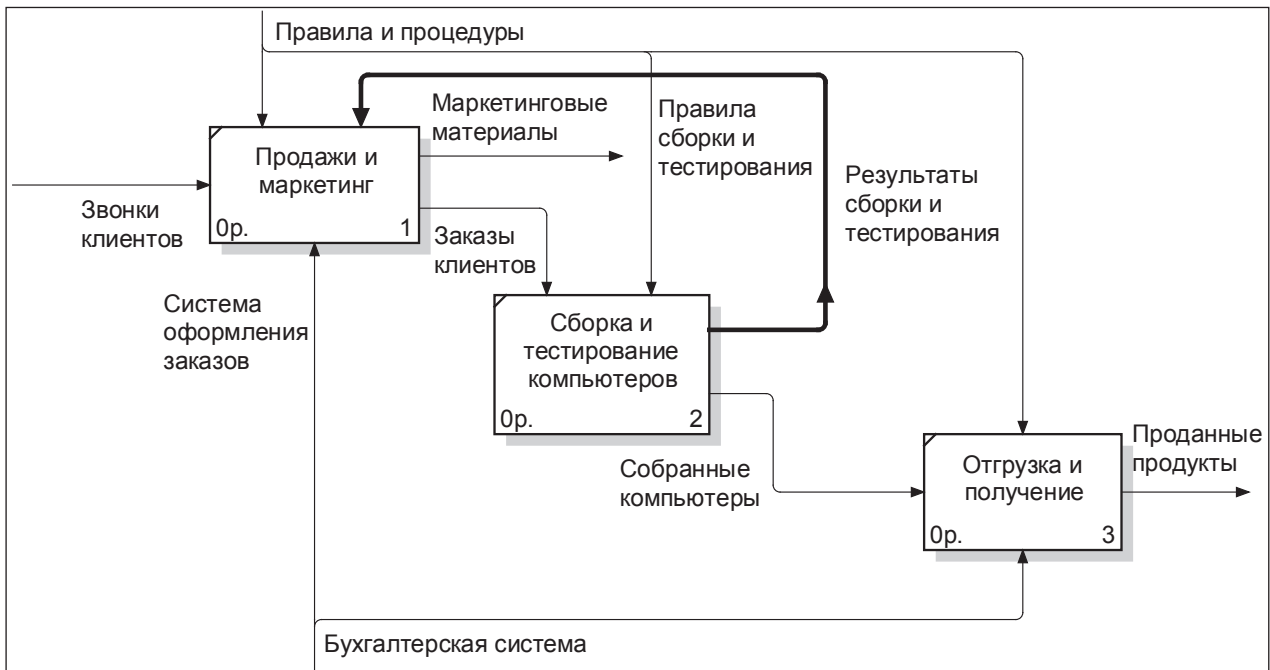 Правила и процедуры
Маркетинговые
материалы
Правила
сборки и
тестирования
Продажи и
маркетинг
0р.
1
Звонки
клиентов
Заказы
клиентов
Результаты
сборки и
тестирования
Система
оформления
заказов
Сборка и
тестирование
компьютеров
0р.
2
Собранные
компьютеры
Отгрузка и
получение
0р.
3
Проданные
продукты
Бухгалтерская система